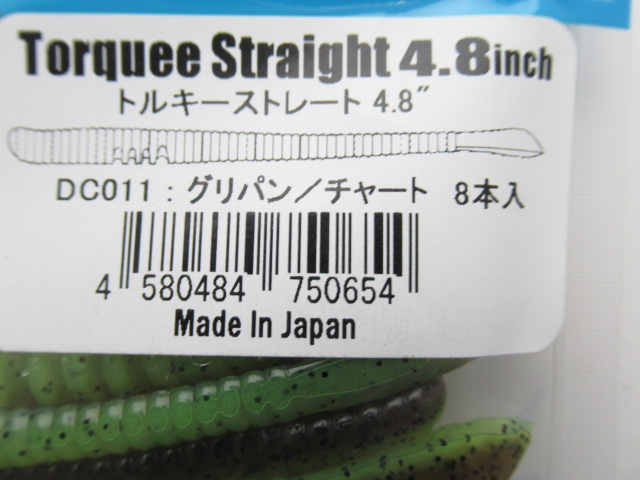 Torquee Straight 4.8inch
トルキーストレート 4.8"
DC011：グリパン／チャート 8本入
4 580484 750654
Made In Japan